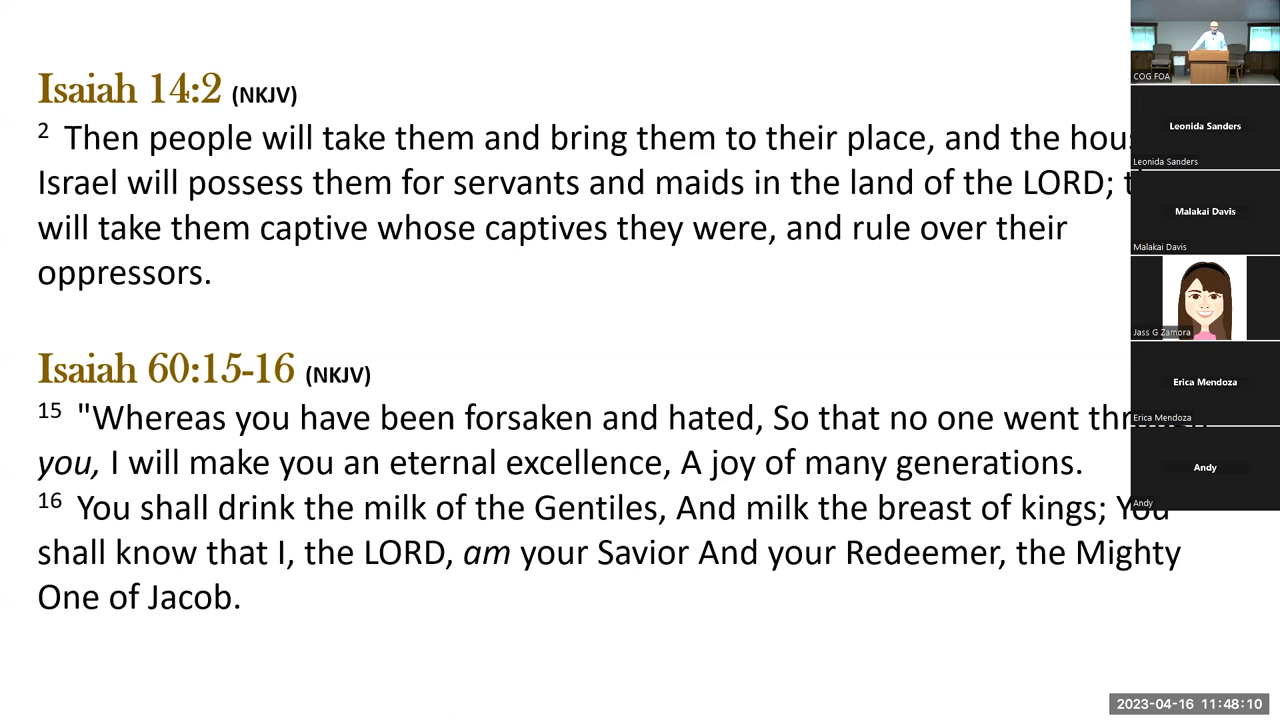 Isaiah 14:2 (NKJV)
2 Then people will take them and bring them to their place, and the
Israel will possess them for servants and maids in the land of the LORD;
will take them captive whose captives they were, and rule over their
oppressors.
Isaiah 60:15-16 (NKJV)
15 "Whereas you have been forsaken and hated, So that no one went through
you, I will make you an eternal excellence, A joy of many generations.
16 You shall drink the milk of the Gentiles, And milk the breast of kings; You
shall know that I, the LORD, am your Savior And your Redeemer, the Mighty
One of Jacob.
COG FOA
Leonida Sanders
Leonida Sanders
Malakai Davis
Malakai Davis
Jass G Zamora
Erica Mendoza
Erica Mendoza
Andy
Andy
2023-04-16 11:48:10